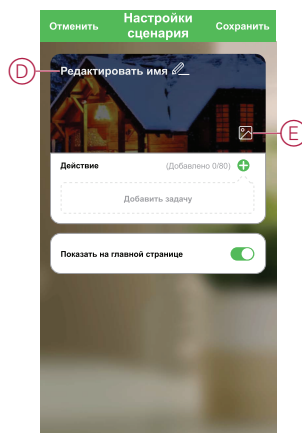 Отменить
Настройки
сценария
Сохранить
D
Редактировать имя
E
Действие
(Добавлено 0/80)
Добавить задачу
Показать на главной странице